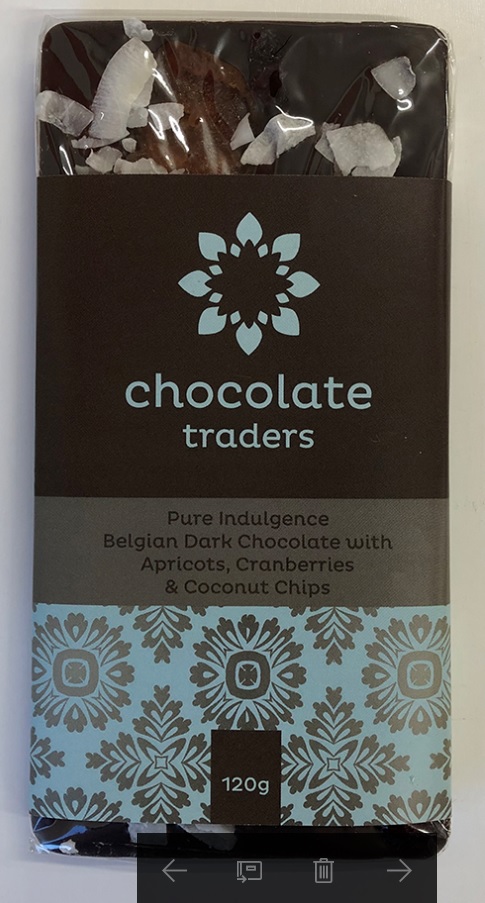 chocolate
traders
Pure Indulgence
Belgian Dark Chocolate with
Apricots, Cranberries
& Coconut Chips
120g